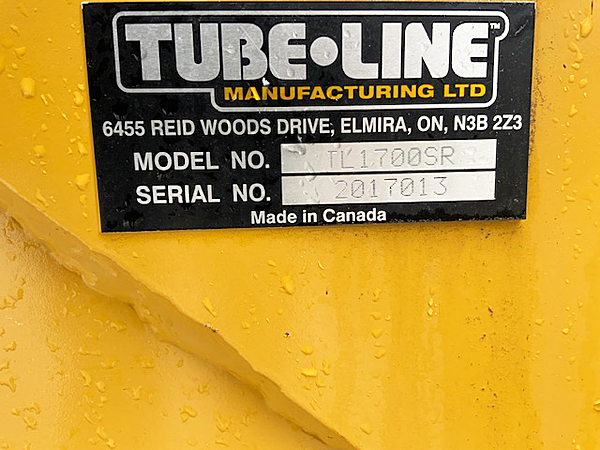 TUBE•LINE™
MANUFACTURING LTD
6455 REID WOODS DRIVE, ELMIRA, ON, N3B 2Z3
MODEL NO. TL1700SR
SERIAL NO. 2017013
Made in Canada